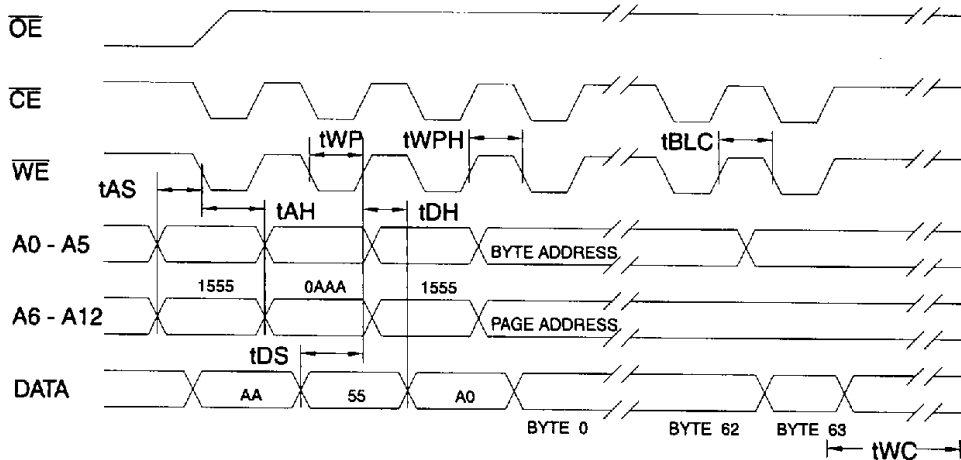 OE
CE
tWP tWPH tBLC
WE
tAS
tAH tDH
A0 - A5 BYTE ADDRESS
1555 0AAA 1555
A6 - A12 PAGE ADDRESS
tDS
DATA AA 55 A0
BYTE 0 BYTE 62 BYTE 63
tWC